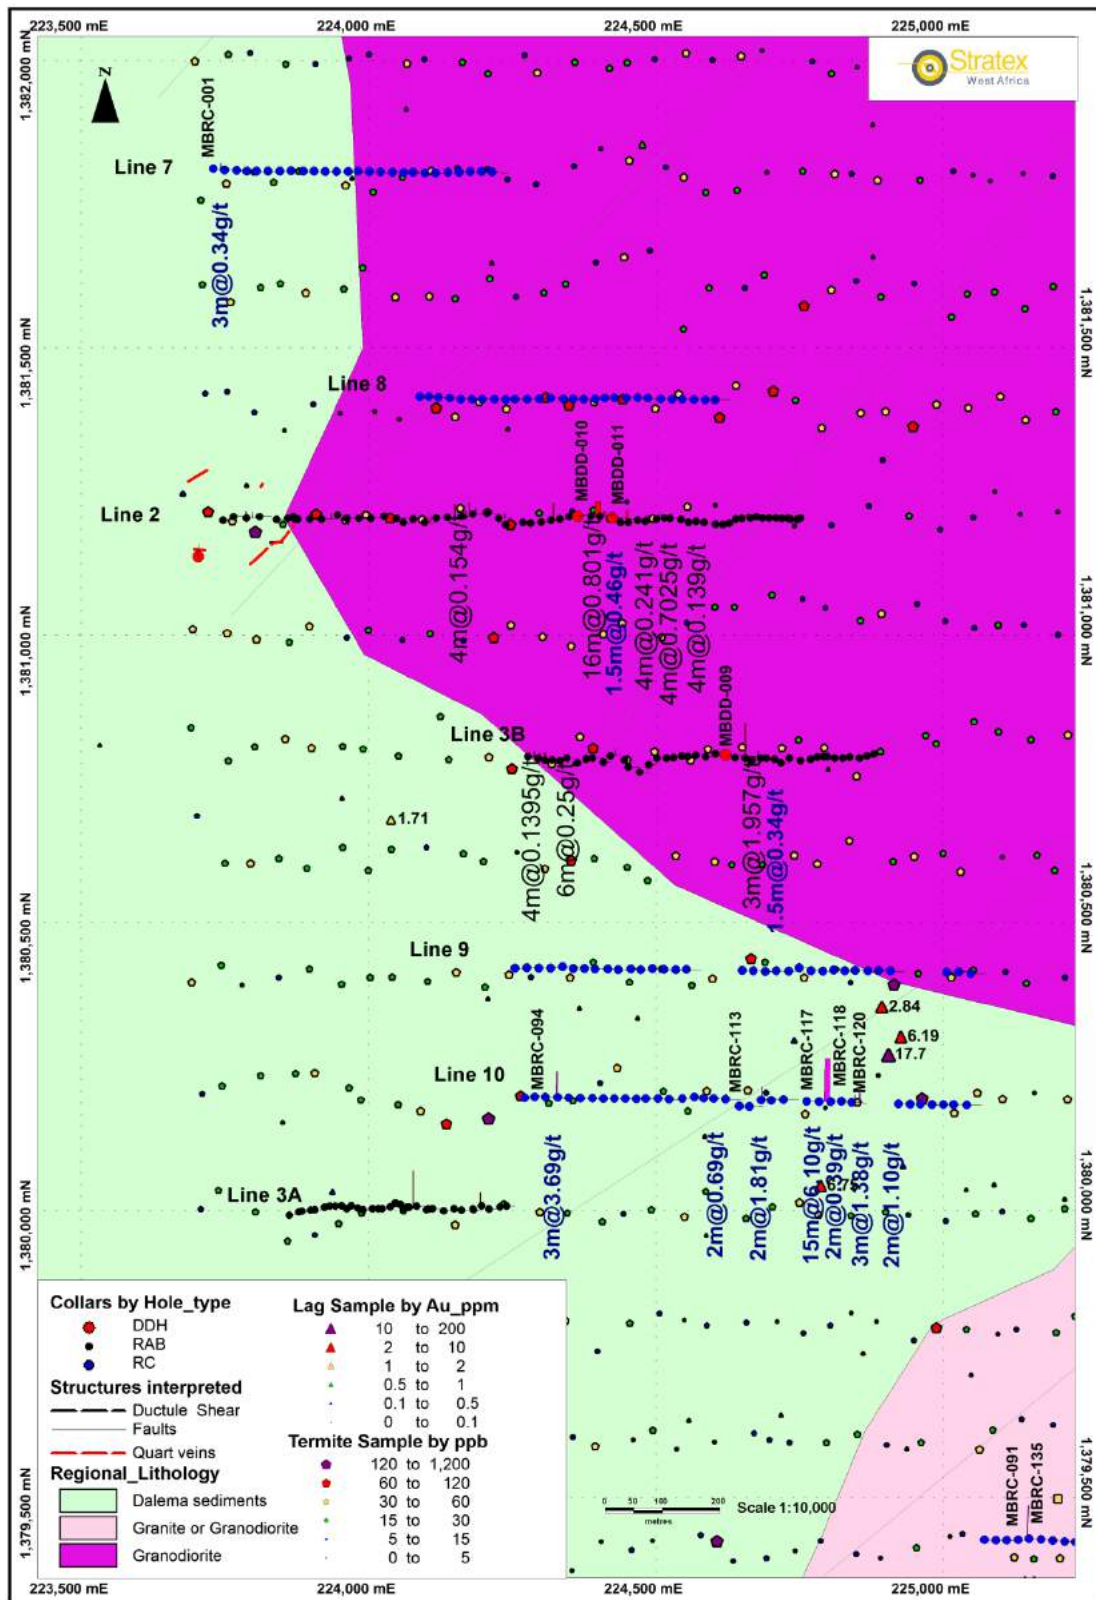 223,500 mE 224,000 mE 224,500 mE 225,000 mE
1,382,000 mN
Stratex
West Africa
N
MBRC-001
Line 7
3m@0.34g/t
1,381,500 mN
1,381,500 mN
Line 8
MBDD-010
MBDD-011
Line 2
4m@0.154g/t
16m@0.801g/t
1.5m@0.46g/t
4m@0.241g/t
4m@0.7025g/t
4m@0.139g/t
1,381,000 mN
1,381,000 mN
Line 3B
MBDD-009
4m@0.1395g/t
6m@0.25g/t
3m@1.957g/t
1.5m@0.34g/t
1.71
1,380,500 mN
1,380,500 mN
Line 9
2.84
6.19
17.7
MBRC-094
MBRC-113
MBRC-117
MBRC-118
MBRC-120
Line 10
3m@3.69g/t
2m@0.69g/t
2m@1.81g/t
15m@6.10g/t
2m@0.39g/t
3m@1.38g/t
2m@1.10g/t
6.75
Line 3A
1,380,000 mN
1,380,000 mN
Collars by Hole_type
DDH
RAB
RC
Structures interpreted
Ductule Shear
Faults
Quart veins
Regional_Lithology
Dalema sediments
Granite or Granodiorite
Granodiorite
Lag Sample by Au_ppm
10 to 200
2 to 10
1 to 2
0.5 to 1
0.1 to 0.5
0 to 0.1
Termite Sample by ppb
120 to 1,200
60 to 120
30 to 60
15 to 30
5 to 15
0 to 5
MBRC-091
MBRC-135
0 50 100 200
metres
Scale 1:10,000
1,379,500 mN
1,379,500 mN
223,500 mE 224,000 mE 224,500 mE 225,000 mE